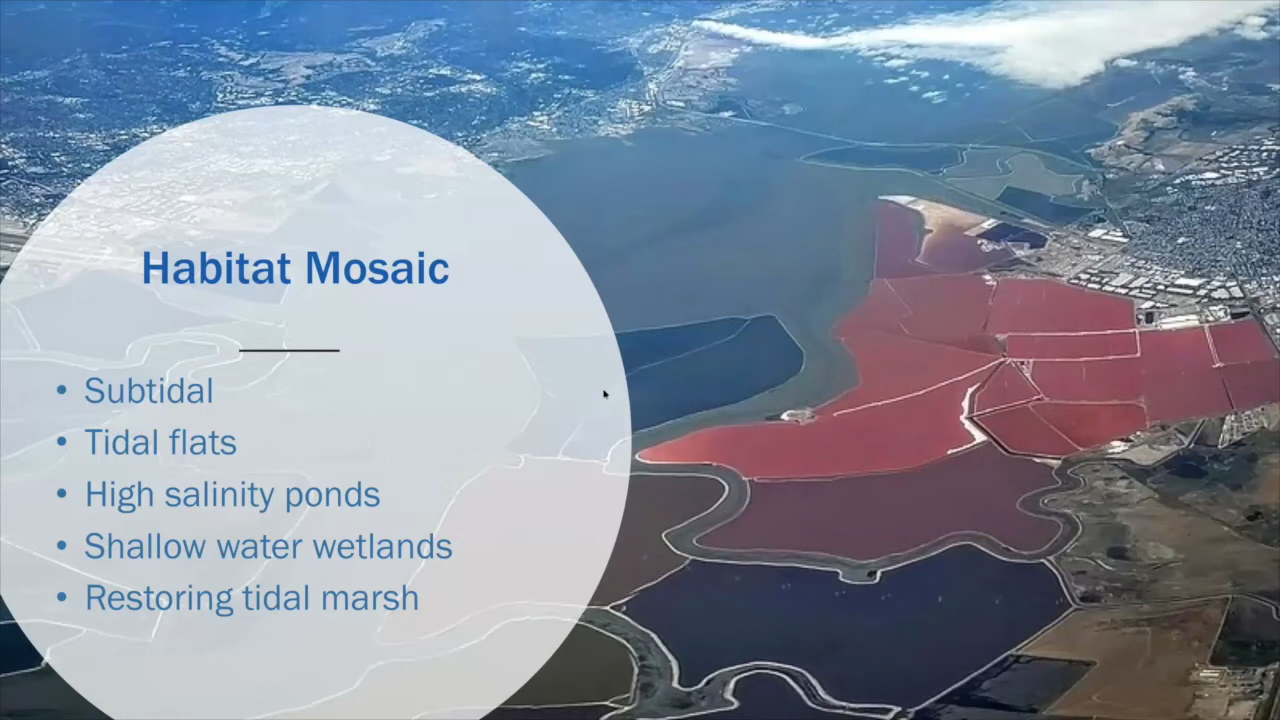 Habitat Mosaic
• Subtidal
• Tidal flats
• High salinity ponds
• Shallow water wetlands
• Restoring tidal marsh